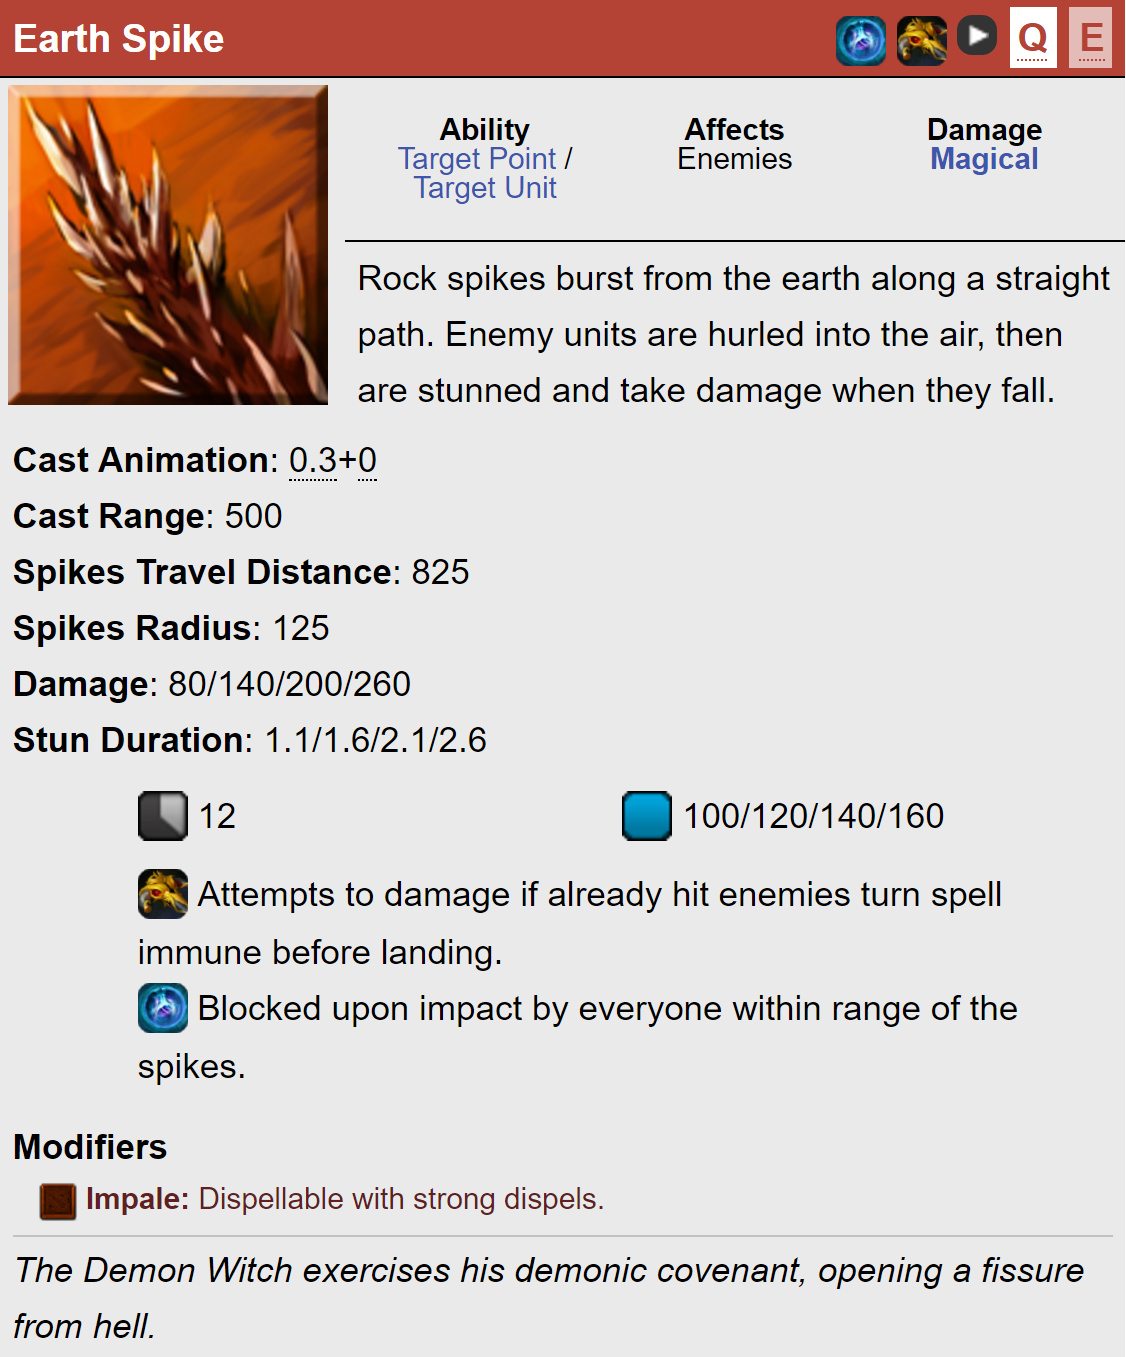 Earth Spike
Q E
Ability
Target Point /
Target Unit
Affects
Enemies
Damage
Magical
Rock spikes burst from the earth along a straight
path. Enemy units are hurled into the air, then
are stunned and take damage when they fall.
Cast Animation: 0.3+0
Cast Range: 500
Spikes Travel Distance: 825
Spikes Radius: 125
Damage: 80/140/200/260
Stun Duration: 1.1/1.6/2.1/2.6
12
100/120/140/160
Attempts to damage if already hit enemies turn spell
immune before landing.
Blocked upon impact by everyone within range of the
spikes.
Modifiers
Impale: Dispellable with strong dispels.
The Demon Witch exercises his demonic covenant, opening a fissure
from hell.